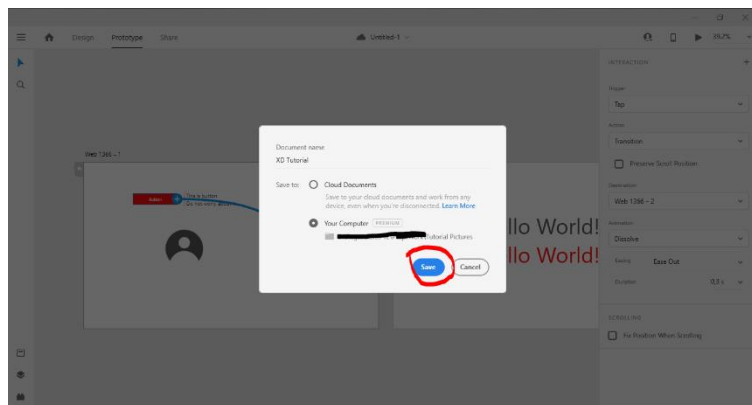 Design Prototype Share
Untitled-1
39,2%
INTERACTION
Trigger
Tap
Action
Transition
Preserve Scroll Position
Destination
Web 1366 – 2
Animation
Dissolve
Easing Ease Out
Duration 0,3 s
SCROLLING
Fix Position When Scrolling
Web 1366 – 1
Button
This is button
Document name
XD Tutorial
Save to: Cloud Documents
Save to your cloud documents and work from any
device, even when you're disconnected. Learn More
Your Computer PREMIUM
Tutorial Pictures
Save Cancel
llo World!
llo World!